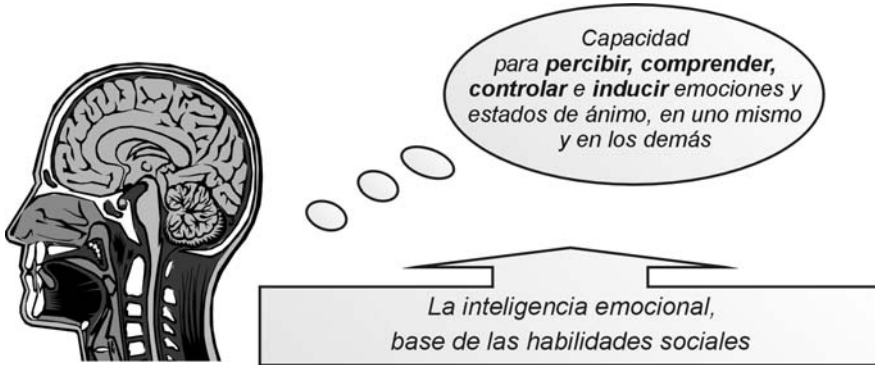 Capacidad
para percibir, comprender,
controlar e inducir emociones y
estados de ánimo, en uno mismo
y en los demás
La inteligencia emocional,
base de las habilidades sociales